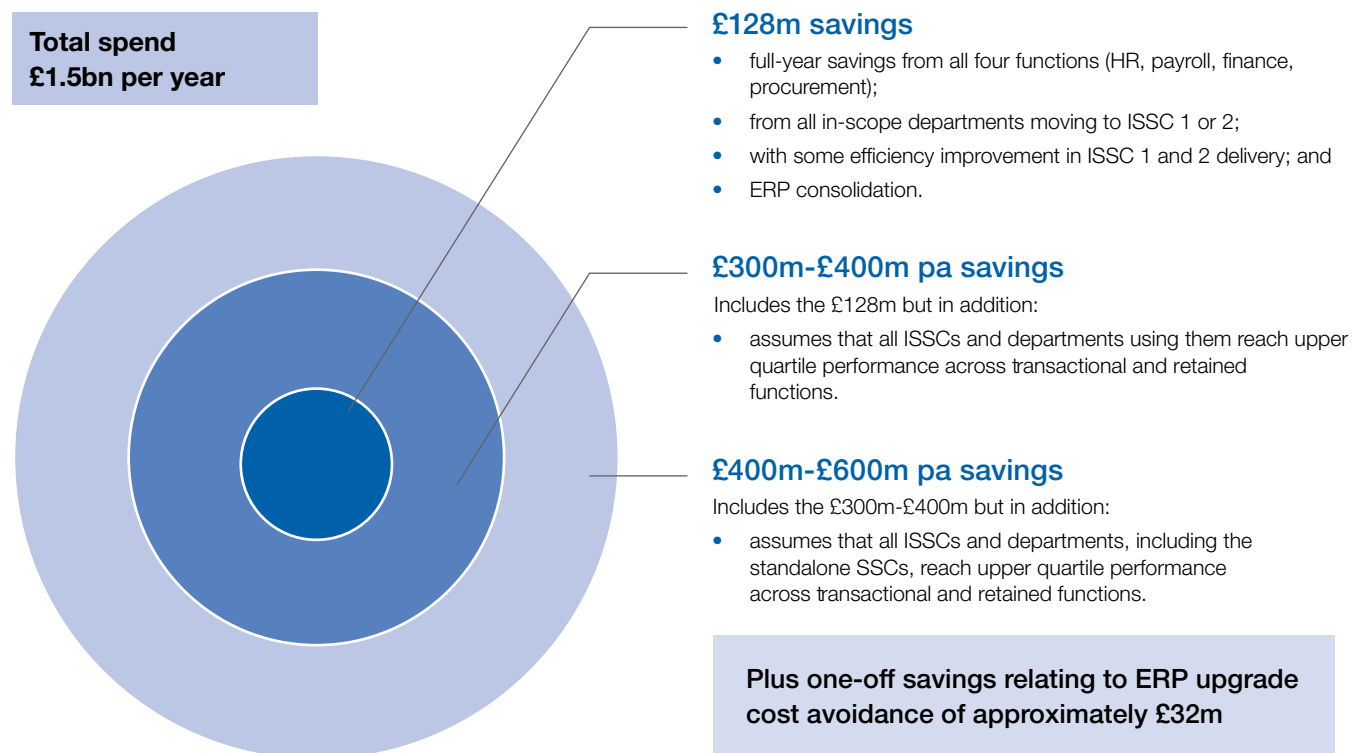 Total spend
£1.5bn per year
£128m savings
• full-year savings from all four functions (HR, payroll, finance,
procurement);
• from all in-scope departments moving to ISSC 1 or 2;
• with some efficiency improvement in ISSC 1 and 2 delivery; and
• ERP consolidation.
£300m-£400m pa savings
Includes the £128m but in addition:
• assumes that all ISSCs and departments using them reach upper
quartile performance across transactional and retained
functions.
£400m-£600m pa savings
Includes the £300m-£400m but in addition:
• assumes that all ISSCs and departments, including the
standalone SSCs, reach upper quartile performance
across transactional and retained functions.
Plus one-off savings relating to ERP upgrade
cost avoidance of approximately £32m